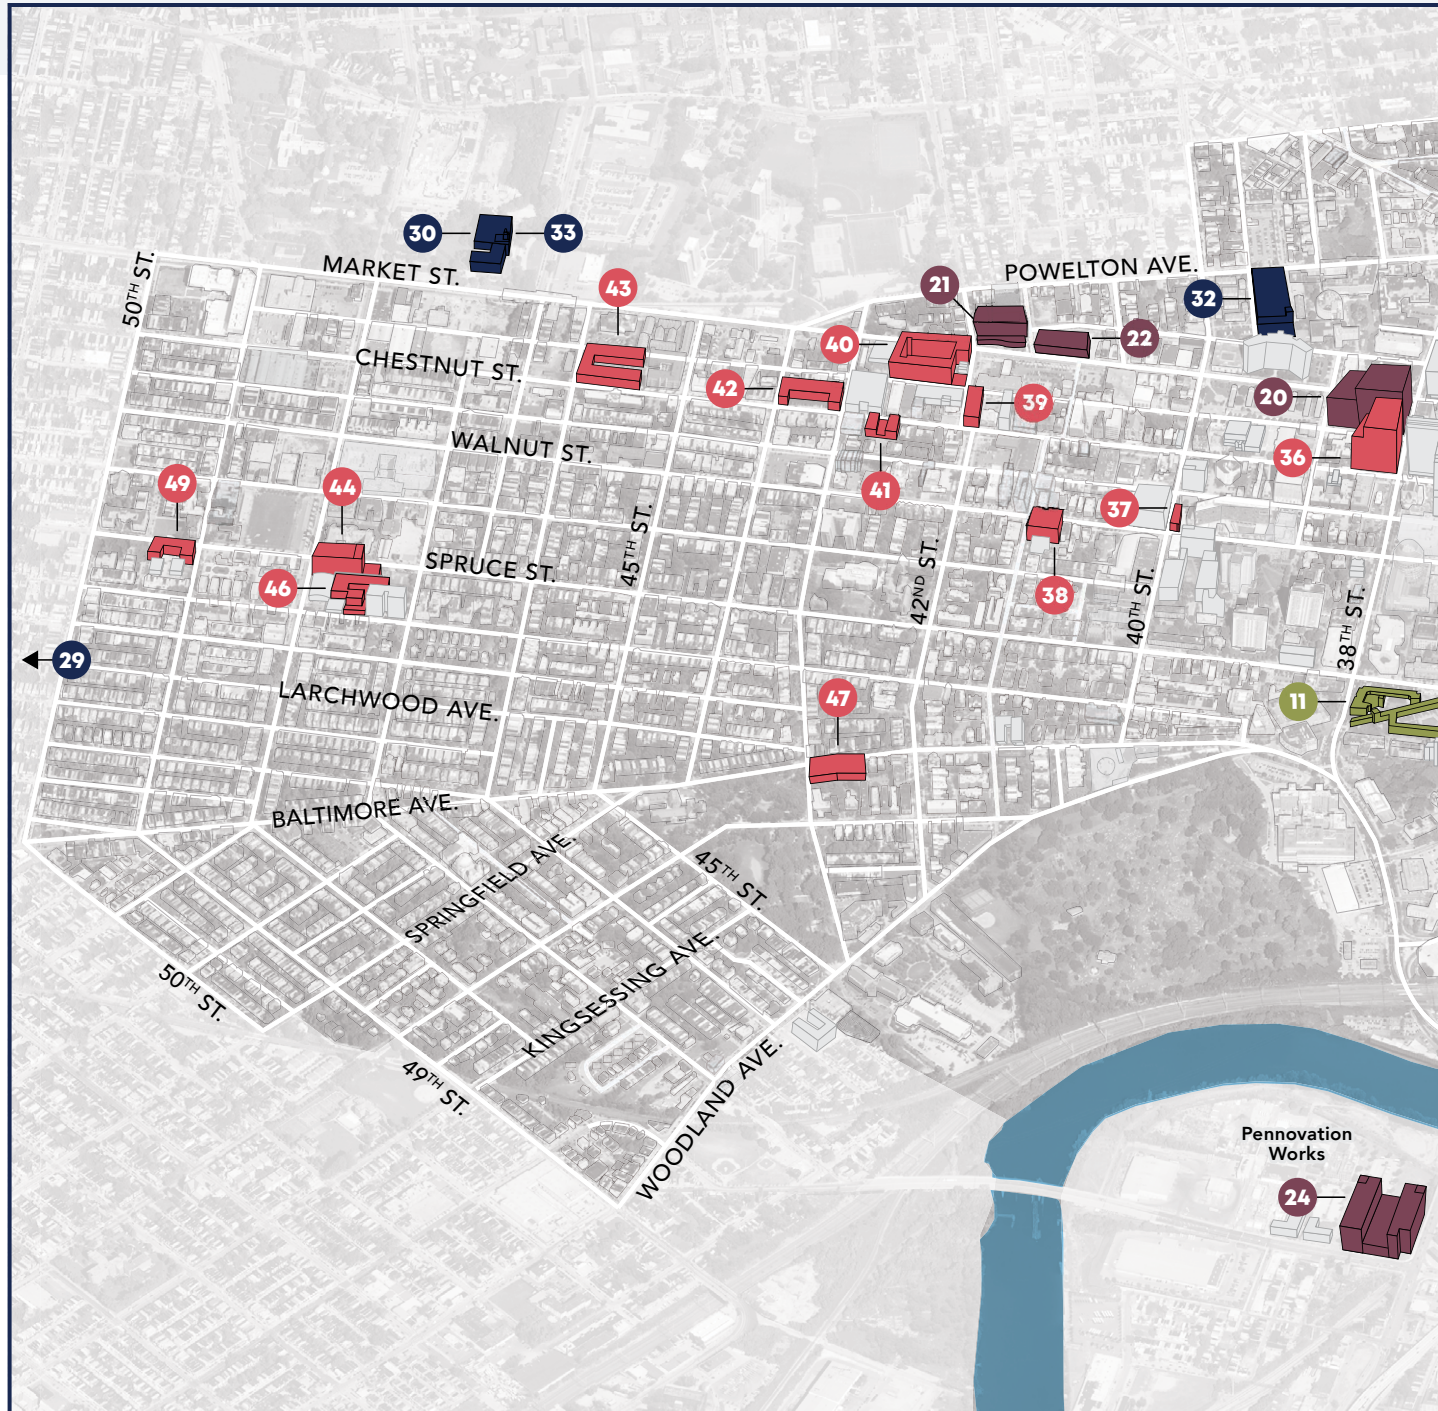 30
33
MARKET ST.
50TH ST.
43
21
POWELTON AVE.
32
40
22
CHESTNUT ST.
42
39
20
WALNUT ST.
36
49
44
41
37
45TH ST.
SPRUCE ST.
42ND ST.
38
40TH ST.
46
38TH ST.
29
LARCHWOOD AVE.
47
11
BALTIMORE AVE.
SPRINGFIELD AVE.
45TH ST.
KINGSESSING AVE.
50TH ST.
49TH ST.
WOODLAND AVE.
Pennovation
Works
24